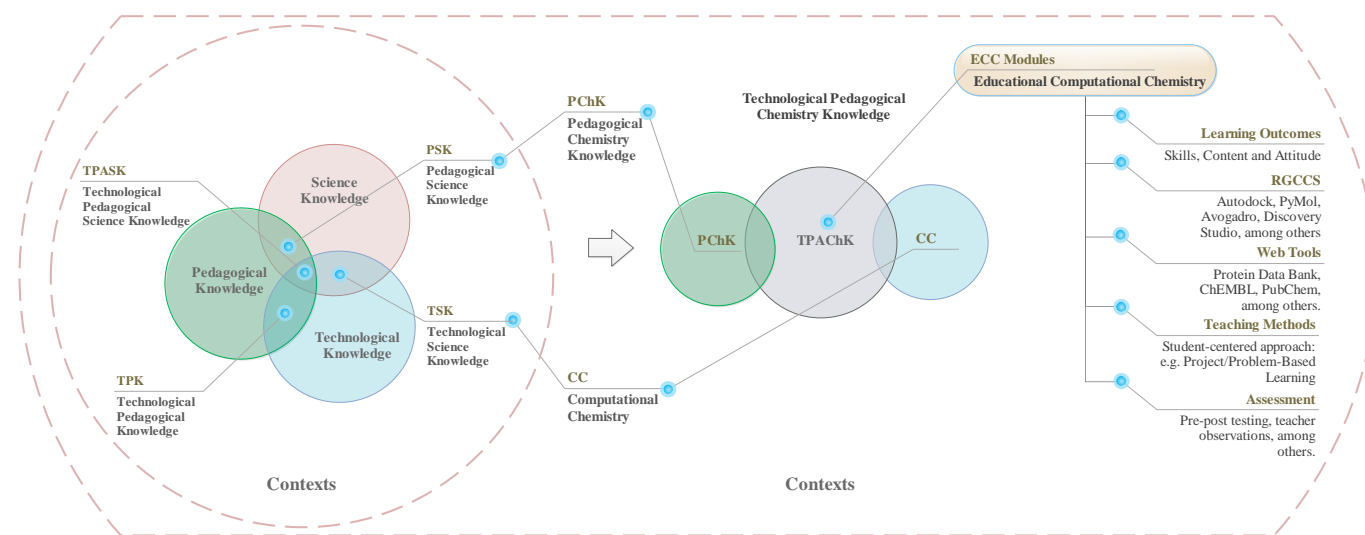 TPASK
Technological
Pedagogical
Science Knowledge
Science
Knowledge
Pedagogical
Knowledge
Technological
Knowledge
TPK
Technological
Pedagogical
Knowledge
PSK
Pedagogical
Science
Knowledge
TSK
Technological
Science
Knowledge
Contexts
PChK
Pedagogical
Chemistry
Knowledge
CC
Computational
Chemistry
Technological Pedagogical
Chemistry Knowledge
PChK
TPAChK
CC
Contexts
ECC Modules
Educational Computational Chemistry
Learning Outcomes
Skills, Content and Attitude
RGCCS
Autodock, PyMol,
Avogadro, Discovery
Studio, among others
Web Tools
Protein Data Bank,
ChEMBL, PubChem,
among others.
Teaching Methods
Student-centered approach:
e.g. Project/Problem-Based
Learning
Assessment
Pre-post testing, teacher
observations, among
others.